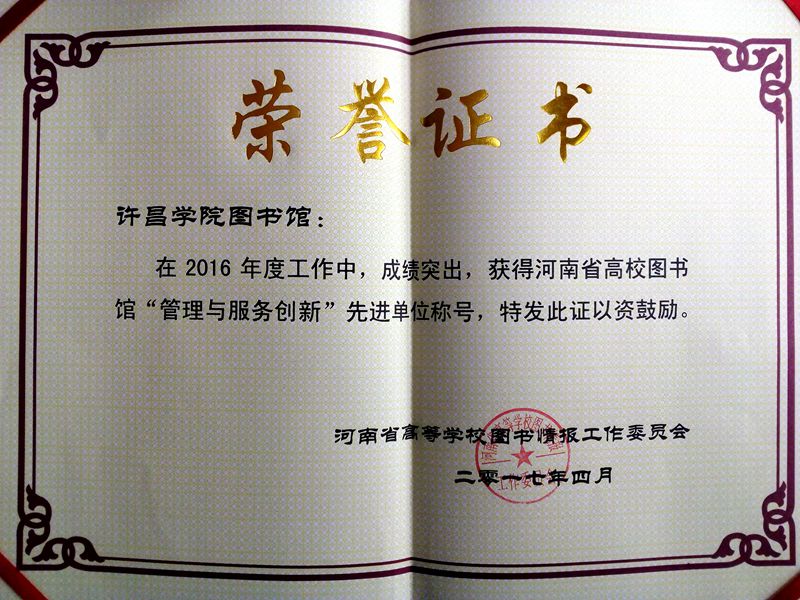 荣誉证书
许昌学院图书馆：
在 2016 年度工作中，成绩突出，获得河南省高校图书
馆“管理与服务创新”先进单位称号，特发此证以资鼓励。
河南省高等学校图书情报工作委员会
二零一七年四月